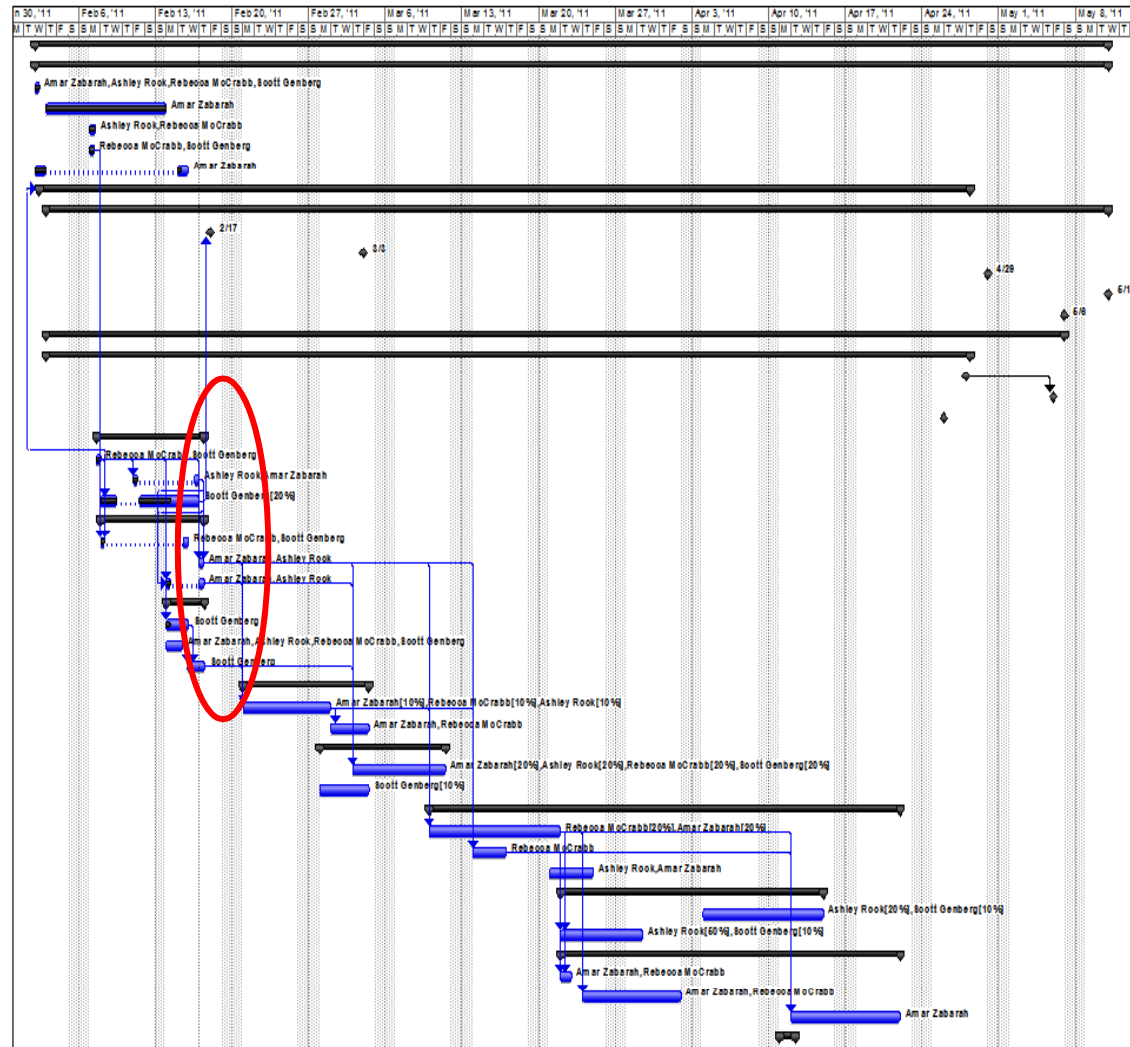 n 30, '11 Feb 6, '11 Feb 13, '11 Feb 20, '11 Feb 27, '11 Mar 6, '11 Mar 13, '11 Mar 20, '11 Mar 27, '11 Apr 3, '11 Apr 10, '11 Apr 17, '11 Apr 24, '11 May 1, '11 May 8, '11
M T W T F S S M T W T F S S M T W T F S S M T W T F S S M T W T F S S M T W T F S S M T W T F S S M T W T F S S M T W T F S S M T W T F S S M T W T F S S M T W T F S S M T W T F S S M T W T F S S M T W T
Amar Zabarah,Ashley Rook,Rebecca McCrabb,Scott Genberg
Amar Zabarah
Ashley Rook,Rebecca McCrabb
Rebecca McCrabb,Scott Genberg
Amar Zabarah
2/17
3/3
4/29
5/1
5/6
Rebecca McCrabb,Scott Genberg
Ashley Rook,Amar Zabarah
Scott Genberg[20%]
Rebecca McCrabb,Scott Genberg
Amar Zabarah,Ashley Rook
Amar Zabarah,Ashley Rook
Scott Genberg
Amar Zabarah,Ashley Rook,Rebecca McCrabb,Scott Genberg
Scott Genberg
Amar Zabarah[10%],Rebecca McCrabb[10%],Ashley Rook[10%]
Amar Zabarah,Rebecca McCrabb
Amar Zabarah[20%],Ashley Rook[20%],Rebecca McCrabb[20%],Scott Genberg[20%]
Scott Genberg[10%]
Rebecca McCrabb[20%],Amar Zabarah[20%]
Rebecca McCrabb
Ashley Rook,Amar Zabarah
Ashley Rook[20%],Scott Genberg[10%]
Ashley Rook[50%],Scott Genberg[10%]
Amar Zabarah,Rebecca McCrabb
Amar Zabarah,Rebecca McCrabb
Amar Zabarah